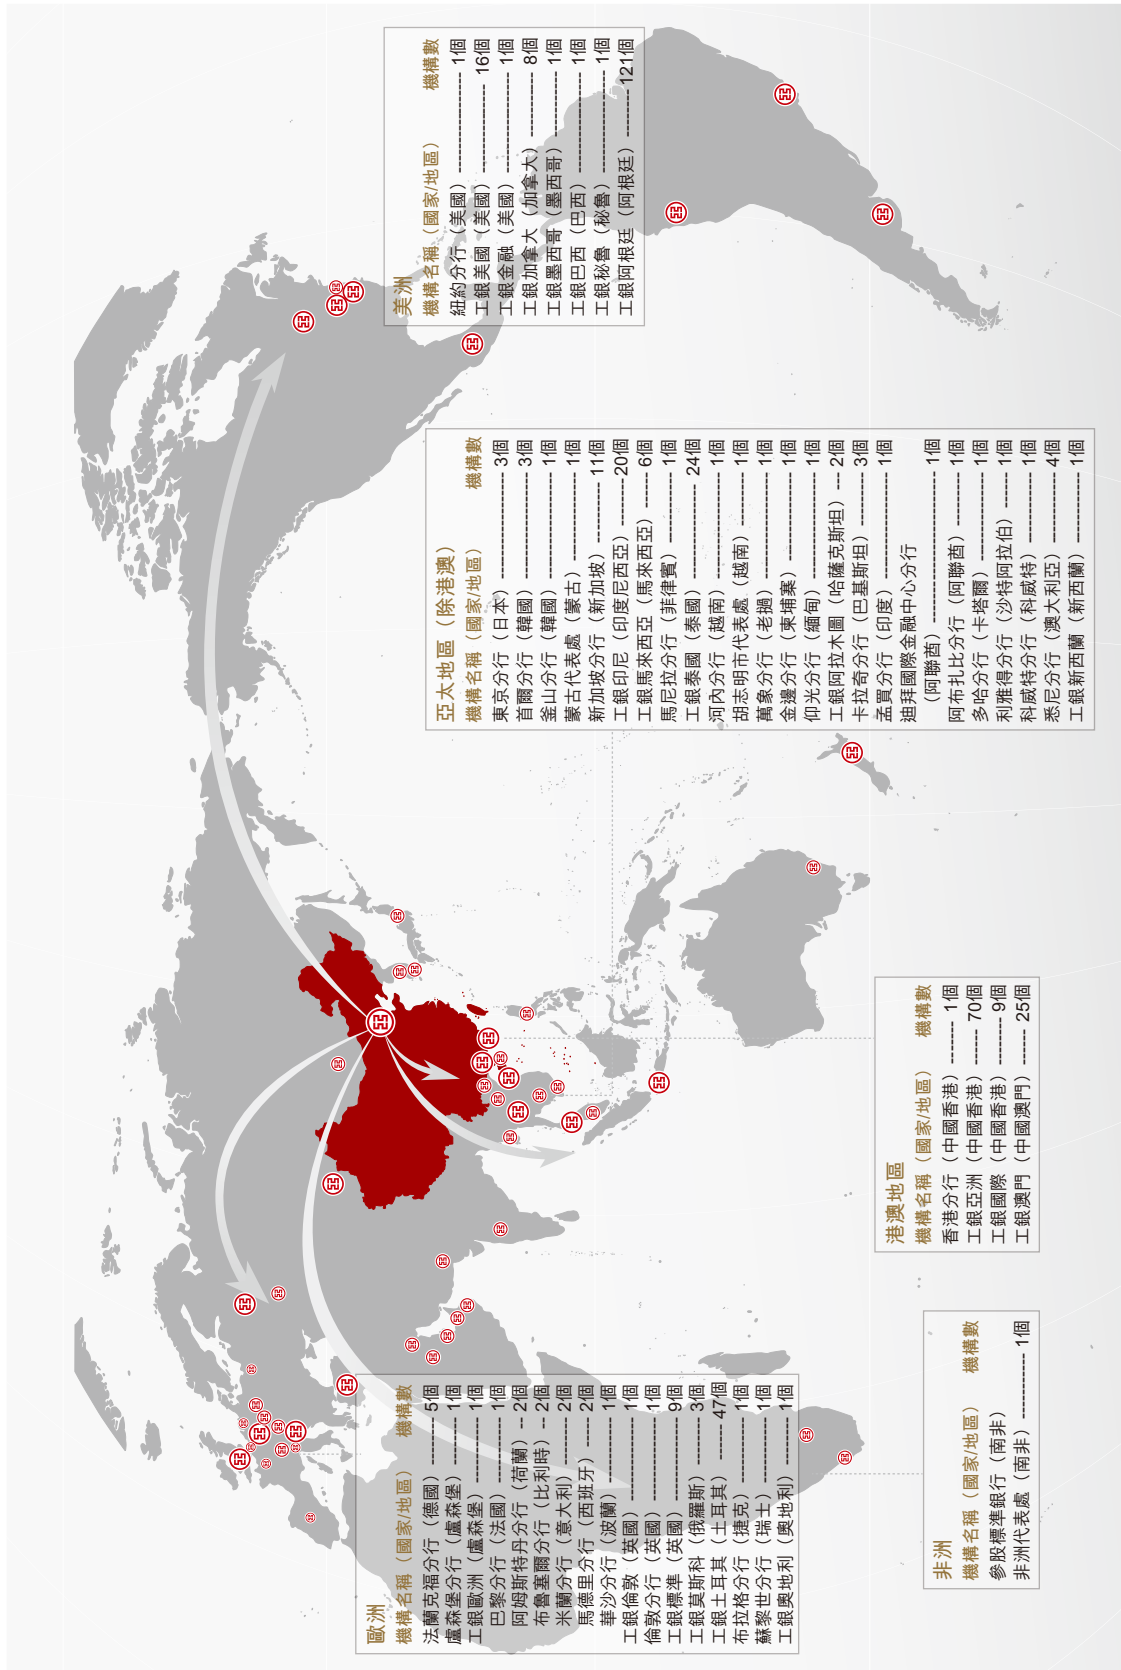 美洲
機構名稱（國家/地區） 機構數
紐約分行（美國） ---------------- 1個
工銀美國（美國） -------------- 16個
工銀金融（美國） ---------------- 1個
工銀加拿大（加拿大） ---------- 8個
工銀墨西哥（墨西哥） ---------- 1個
工銀巴西（巴西） ---------------- 1個
工銀秘魯（秘魯） ---------------- 1個
工銀阿根廷（阿根廷） -------- 121個
亞太地區（除港澳）
機構名稱（國家/地區） 機構數
東京分行（日本） ------------------- 3個
首爾分行（韓國） ------------------- 3個
釜山分行（韓國） ------------------- 1個
蒙古代表處（蒙古） ---------------- 1個
新加坡分行（新加坡） ----------- 11個
工銀印尼（印度尼西亞） --------20個
工銀馬來西亞（馬來西亞） ------ 6個
馬尼拉分行（菲律賓） ------------- 1個
工銀泰國（泰國） ----------------- 24個
河內分行（越南） ------------------- 1個
胡志明市代表處（越南） ---------- 1個
萬象分行（老撾） ------------------- 1個
金邊分行（柬埔寨） ---------------- 1個
仰光分行（緬甸） ------------------- 1個
工銀阿拉木圖（哈薩克斯坦） --- 2個
卡拉奇分行（巴基斯坦） ---------- 3個
孟買分行（印度） ------------------- 1個
迪拜國際金融中心分行
（阿聯酋） ---------------------------- 1個
阿布扎比分行（阿聯酋） ---------- 1個
多哈分行（卡塔爾） ---------------- 1個
利雅得分行（沙特阿拉伯） ------- 1個
科威特分行（科威特） ------------- 1個
悉尼分行（澳大利亞） ------------- 4個
工銀新西蘭（新西蘭） ------------- 1個
港澳地區
機構名稱（國家/地區） 機構數
香港分行（中國香港） ------- 1個
工銀亞洲（中國香港） ----- 70個
工銀國際（中國香港） ------- 9個
工銀澳門（中國澳門） ------ 25個
歐洲
機構名稱（國家/地區） 機構數
法蘭克福分行（德國） ---------- 5個
盧森堡分行（盧森堡） ---------- 1個
工銀歐洲（盧森堡） ------------- 1個
巴黎分行（法國） ---------------- 1個
阿姆斯特丹分行（荷蘭） --- 2個
布魯塞爾分行（比利時） --- 2個
米蘭分行（意大利） ------------- 2個
馬德里分行（西班牙） ---------- 2個
華沙分行（波蘭） ---------------- 1個
工銀倫敦（英國） ---------------- 1個
倫敦分行（英國） ---------------- 1個
工銀標準（英國） ---------------- 9個
工銀莫斯科（俄羅斯） ---------- 3個
工銀土耳其（土耳其） -------- 47個
布拉格分行（捷克） ------------- 1個
蘇黎世分行（瑞士） ------------- 1個
工銀奧地利（奧地利） ---------- 1個
非洲
機構名稱（國家/地區） 機構數
參股標準銀行（南非）
非洲代表處（南非） ------------- 1個